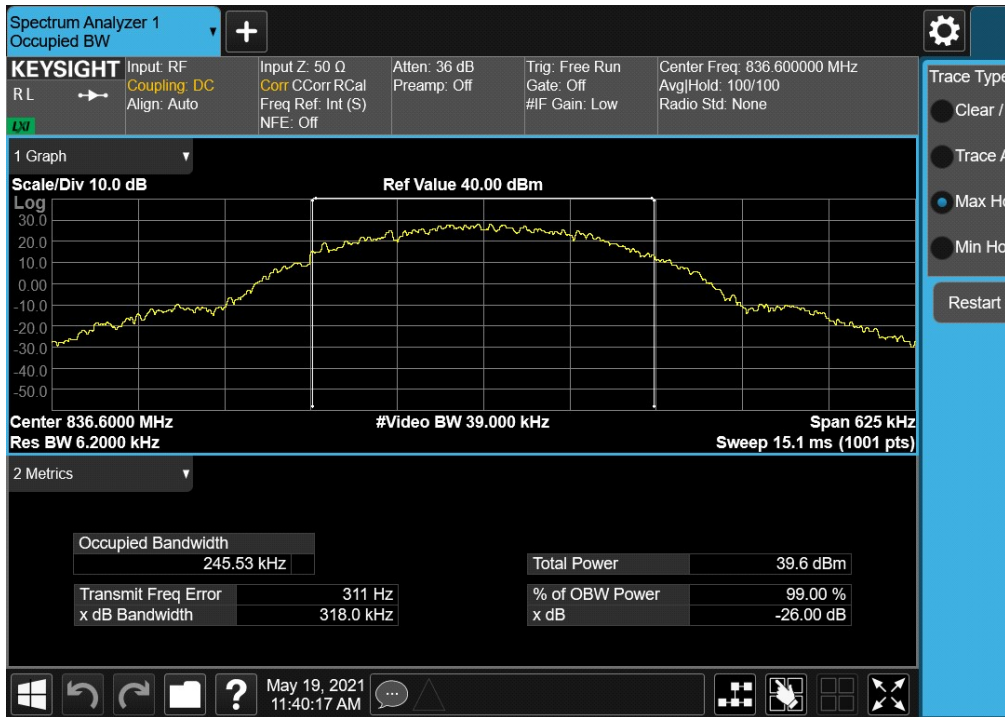 Spectrum Analyzer 1
Occupied BW
KEYSIGHT
RL
LXI
Input: RF
Coupling: DC
Align: Auto
Input Z: 50 Ω
Corr CCorr RCal
Freq Ref: Int (S)
NFE: Off
Atten: 36 dB
Preamp: Off
Trig: Free Run
Gate: Off
#IF Gain: Low
Center Freq: 836.600000 MHz
Avg|Hold: 100/100
Radio Std: None
Trace Type
Clear /
Trace A
Max Ho
Min Ho
Restart
1 Graph
Scale/Div 10.0 dB
Ref Value 40.00 dBm
Log
30.0
20.0
10.0
0.00
-10.0
-20.0
-30.0
-40.0
-50.0
Center 836.6000 MHz
#Video BW 39.000 kHz
Span 625 kHz
Res BW 6.2000 kHz
Sweep 15.1 ms (1001 pts)
2 Metrics
Occupied Bandwidth
245.53 kHz
Total Power 39.6 dBm
Transmit Freq Error 311 Hz
% of OBW Power 99.00 %
x dB Bandwidth 318.0 kHz
x dB -26.00 dB
?
May 19, 2021
11:40:17 AM